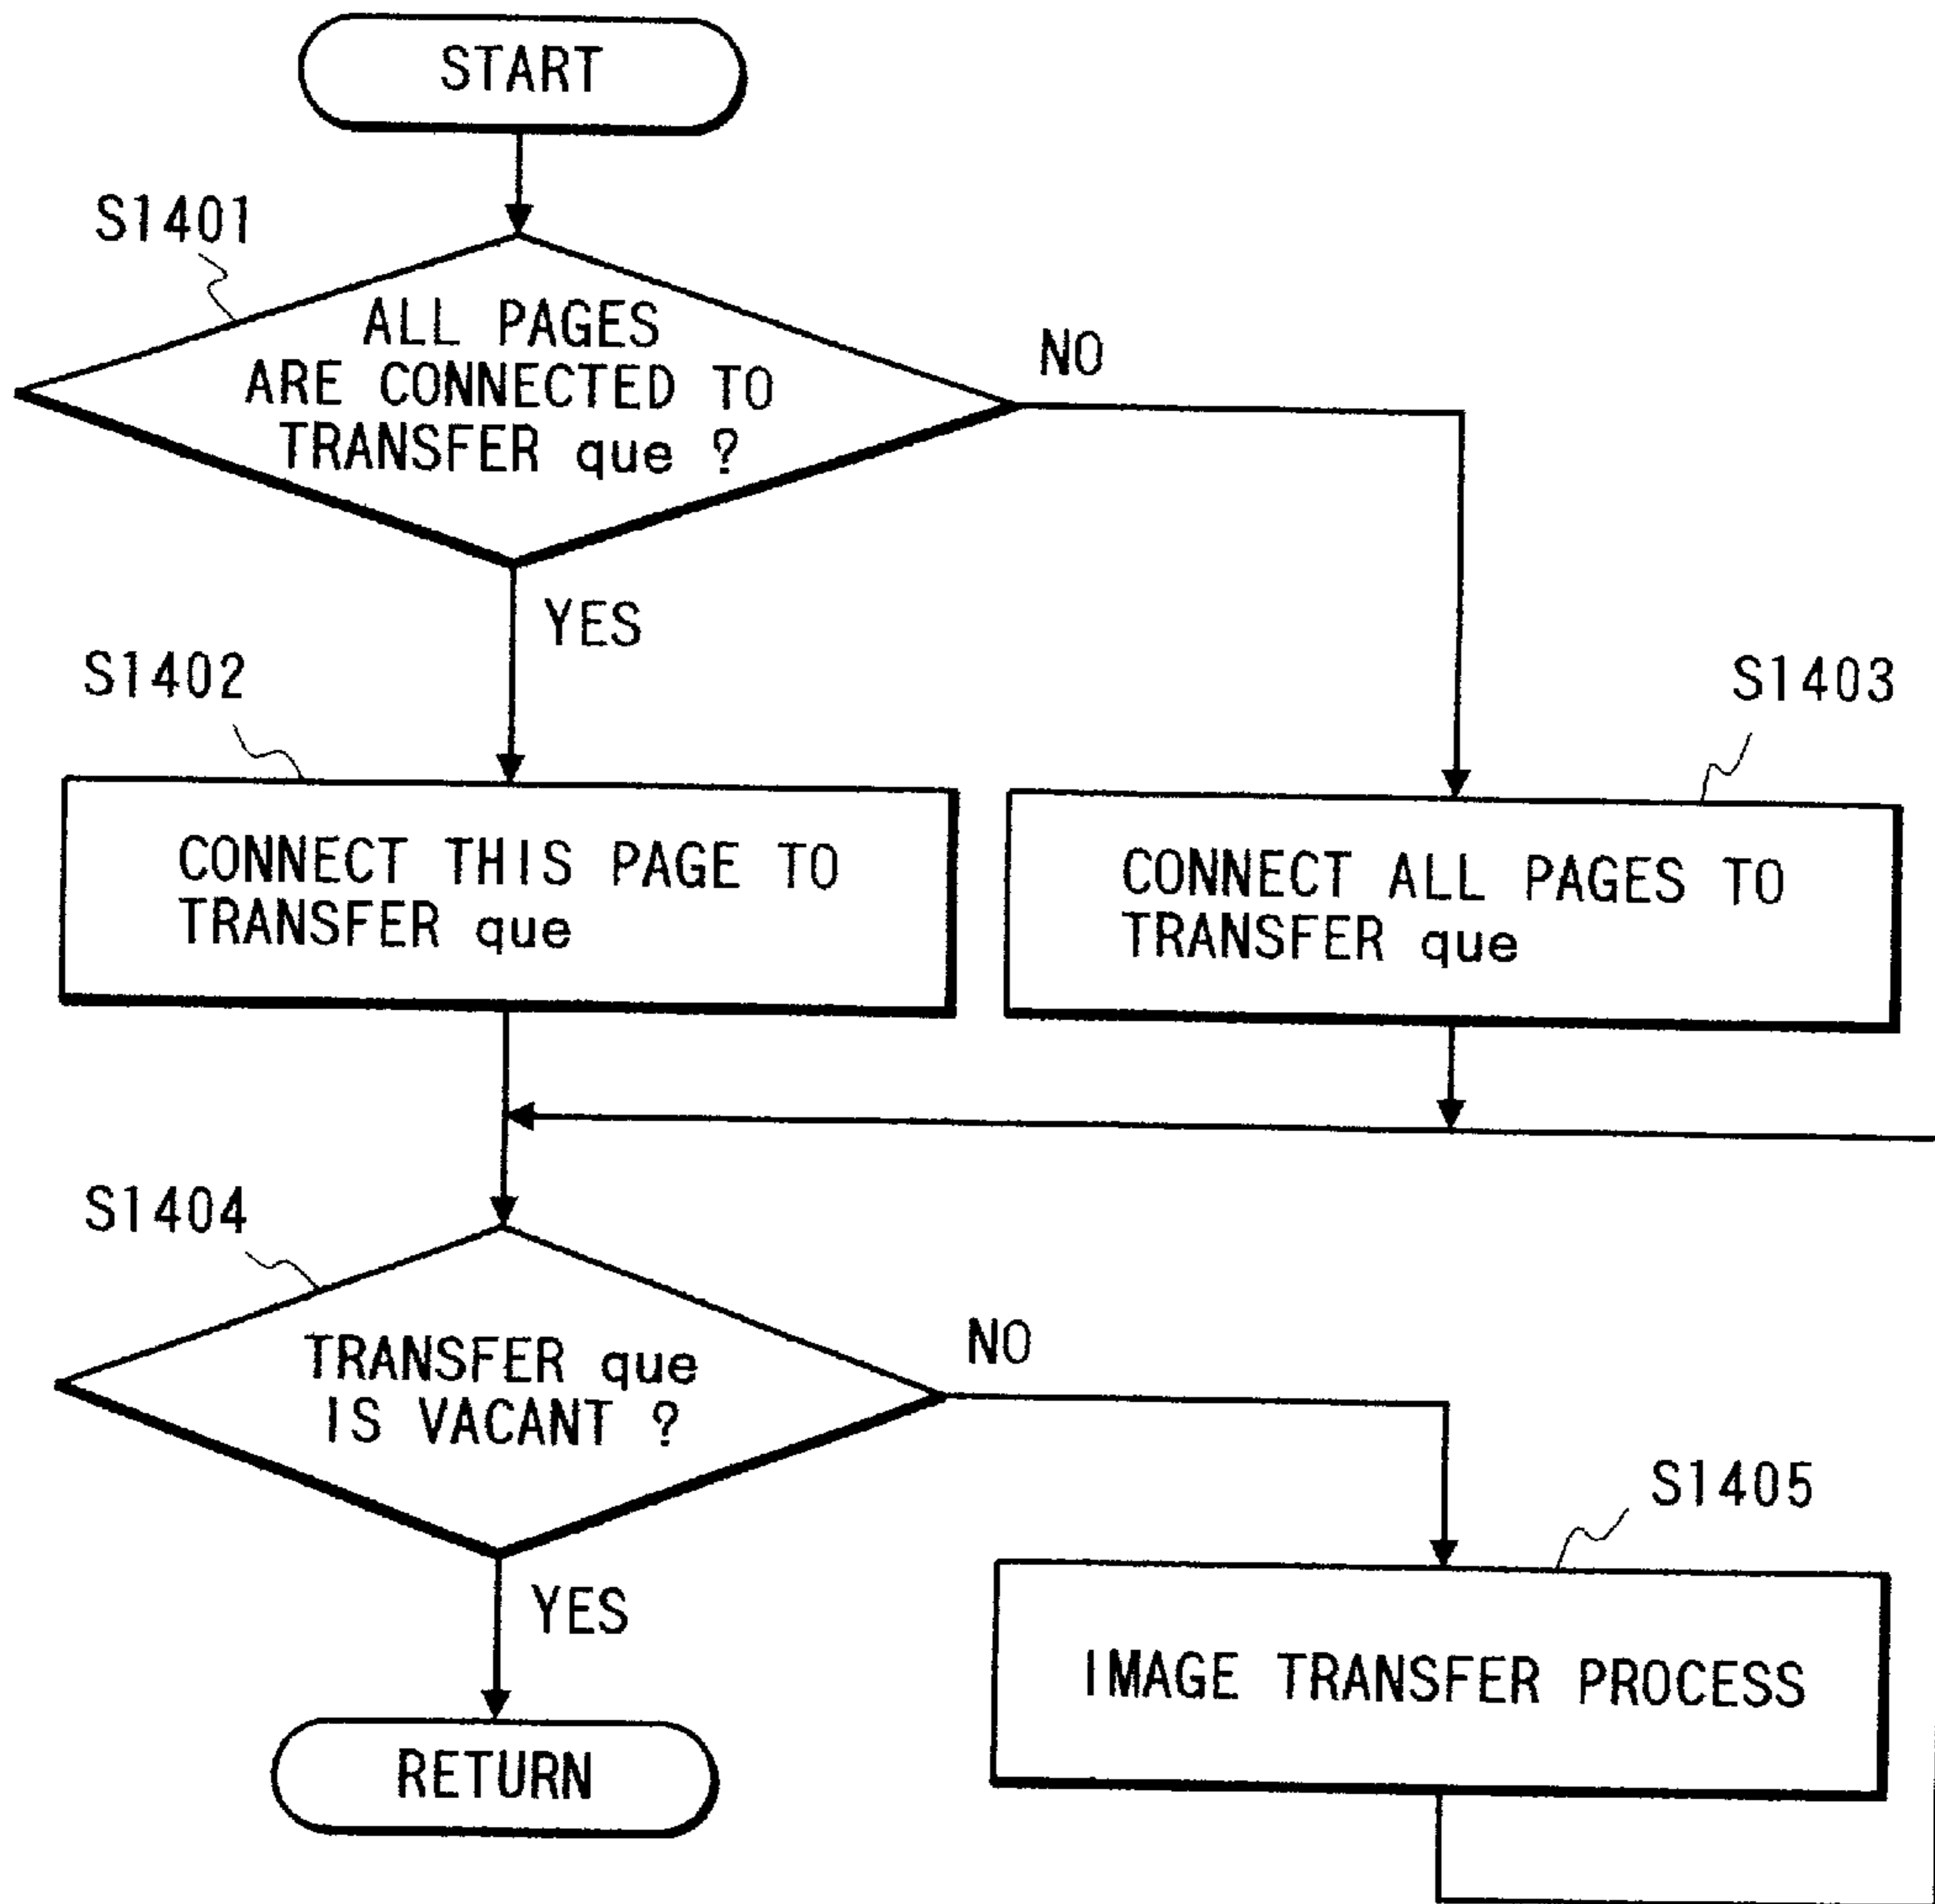 START
S1401
ALL PAGES
ARE CONNECTED TO
TRANSFER que ?
NO
YES
S1402
S1403
CONNECT THIS PAGE TO
TRANSFER que
CONNECT ALL PAGES TO
TRANSFER que
S1404
TRANSFER que
IS VACANT ?
NO
S1405
YES
IMAGE TRANSFER PROCESS
RETURN